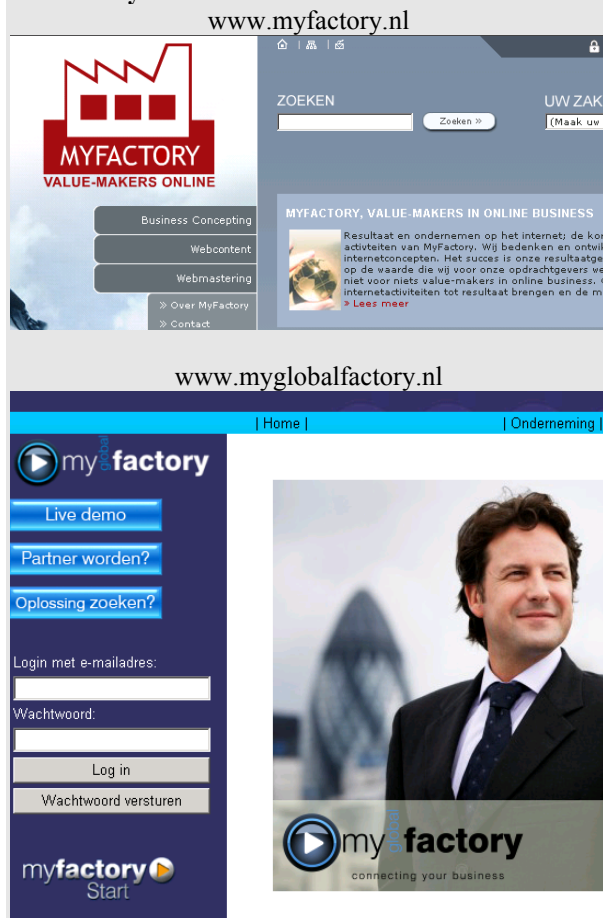 www.myfactory.nl
ZOEKEN
UW ZAK
Zoeken »
(Maak uw
MYFACTORY
VALUE-MAKERS ONLINE
Business Concepting
Webcontent
Webmastering
» Over MyFactory
» Contact
MYFACTORY, VALUE-MAKERS IN ONLINE BUSINESS
Resultaat en ondernemen op het internet; de kor
activiteiten van MyFactory. Wij bedenken en ontwik
internetconcepten. Het succes is onze resultaatge
op de waarde die wij voor onze opdrachtgevers we
niet voor niets value-makers in online business.
internetactiviteiten tot resultaat brengen en de m
» Lees meer
www.myglobalfactory.nl
| Home |
| Onderneming |
my global factory
Live demo
Partner worden?
Oplossing zoeken?
Login met e-mailadres:
Wachtwoord:
Log in
Wachtwoord versturen
myfactory
Start
my global factory
connecting your business